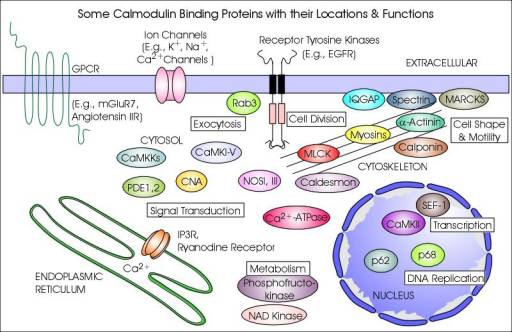 Some Calmodulin Binding Proteins with their Locations & Functions
GPCR
(E.g., mGluR7,
Angiotensin IIR)
Ion Channels
(E.g., K+, Na+,
Ca2+Channels )
Receptor Tyrosine Kinases
(E.g., EGFR)
EXTRACELLULAR
Rab3
Exocytosis
Cell Division
IQGAP
Spectrin
MARCKS
α-Actinin
Myosins
Calponin
Cell Shape
& Motility
MLCK
CYTOSKELETON
Caldesmon
CYTOSOL
CaMKKs
CaMKI-V
PDE1,2
CNA
NOSI, III
Signal Transduction
Ca2+-ATPase
IP3R,
Ryanodine Receptor
Ca2+
ENDOPLASMIC
RETICULUM
Metabolism
Phosphofructo-
kinase
NAD Kinase
SEF-1
CaMKII
Transcription
p62
p68
DNA Replication
NUCLEUS